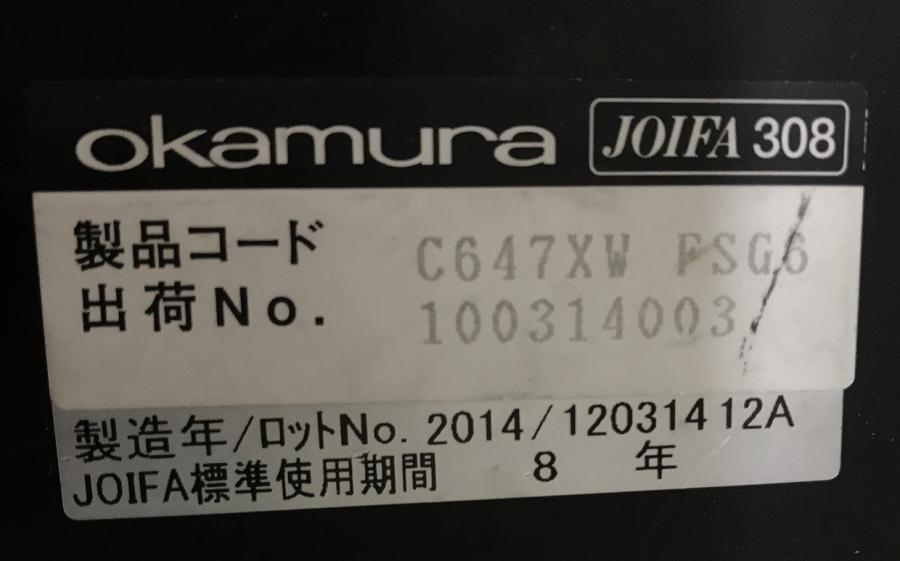 okamura JOIFA 308
製品コード C647XW FSG6
出荷No. 100314003
製造年/ロットNo. 2014/12031412A
JOIFA標準使用期間 8 年